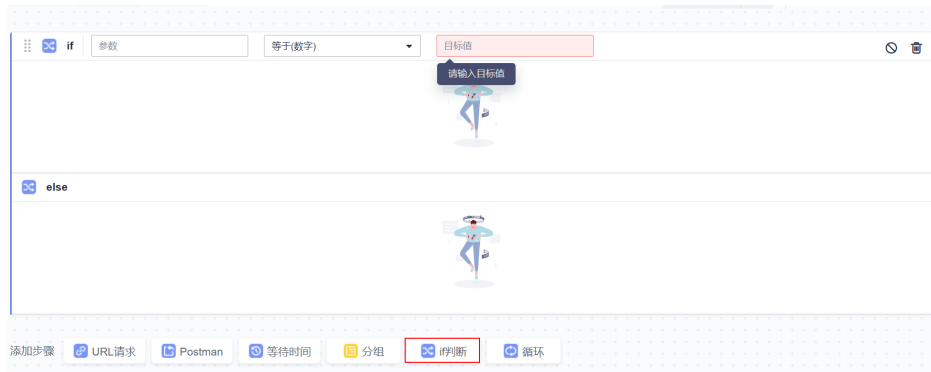 if 参数 等于(数字) 目标值
请输入目标值
else
添加步骤 URL请求 Postman 等待时间 分组 if判断 循环